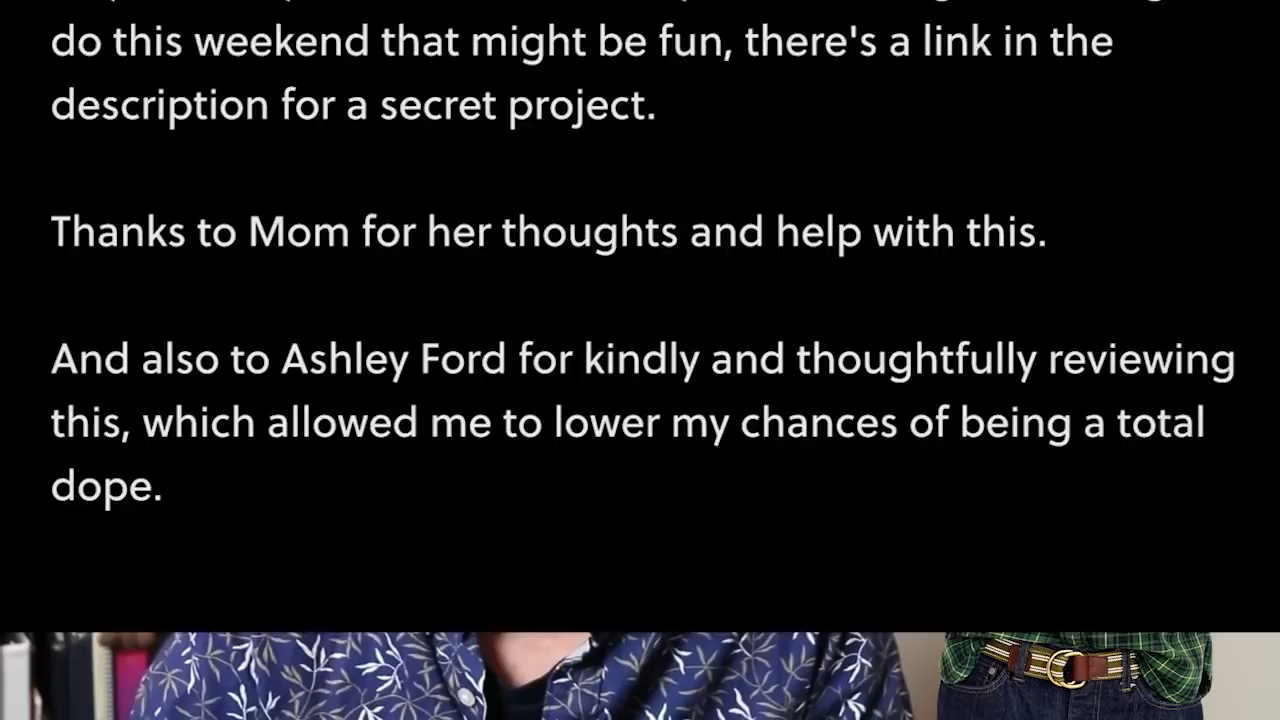 do this weekend that might be fun, there's a link in the
description for a secret project.
Thanks to Mom for her thoughts and help with this.
And also to Ashley Ford for kindly and thoughtfully reviewing
this, which allowed me to lower my chances of being a total
dope.